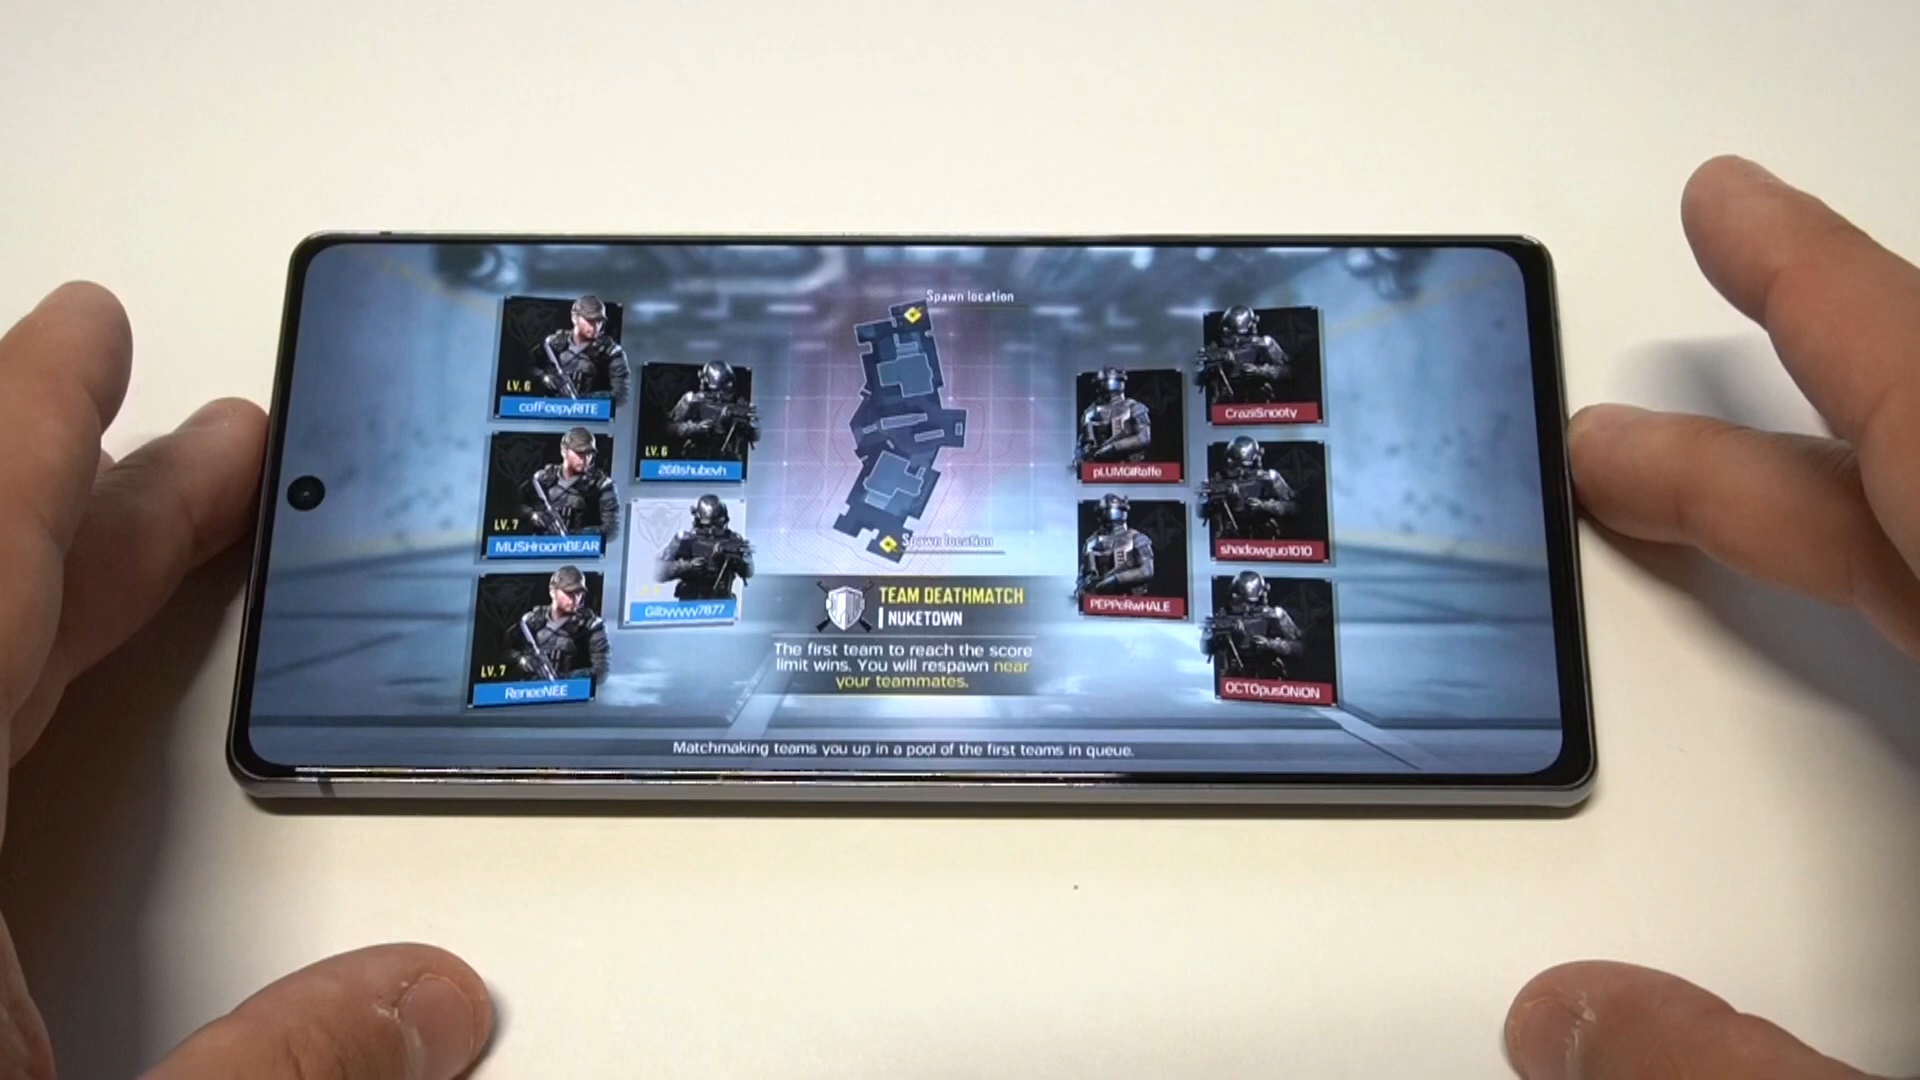 Spawn location
LV. 6
cofFeepyRITE
LV. 6
268shubevh
LV. 7
MUSHroomBEAR
Gilbvvvvv7877
LV. 7
ReneeNEE
CraziiSnooty
pLUMGIRaffe
shadowguo1010
PEPPeRwHALE
OCTOpusONiON
Spawn location
TEAM DEATHMATCH
NUKETOWN
The first team to reach the score
limit wins. You will respawn near
your teammates.
Matchmaking teams you up in a pool of the first teams in queue.